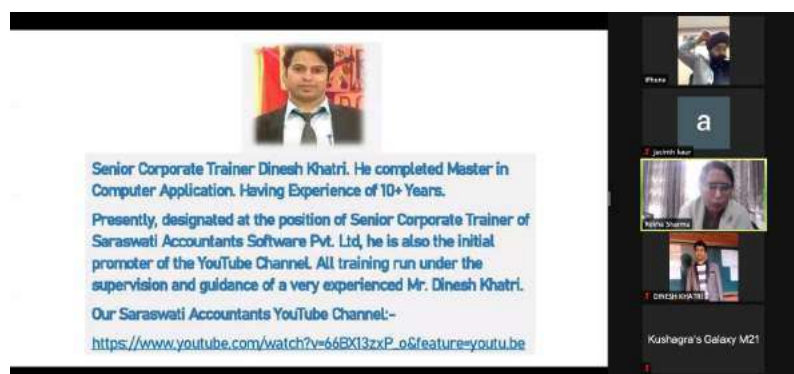 Senior Corporate Trainer Dinesh Khatri. He completed Master in
Computer Application. Having Experience of 10+ Years.
Presently, designated at the position of Senior Corporate Trainer of
Saraswati Accountants Software Pvt. Ltd, he is also the initial
promoter of the YouTube Channel. All training run under the
supervision and guidance of a very experienced Mr. Dinesh Khatri.
Our Saraswati Accountants YouTube Channel:-
https://www.youtube.com/watch?v=66BX13zxP_o&feature=youtu.be
iPhone
a
jasimh kaur
Rekha Sharma
DINESH KHATRI
Kushagra's Galaxy M21